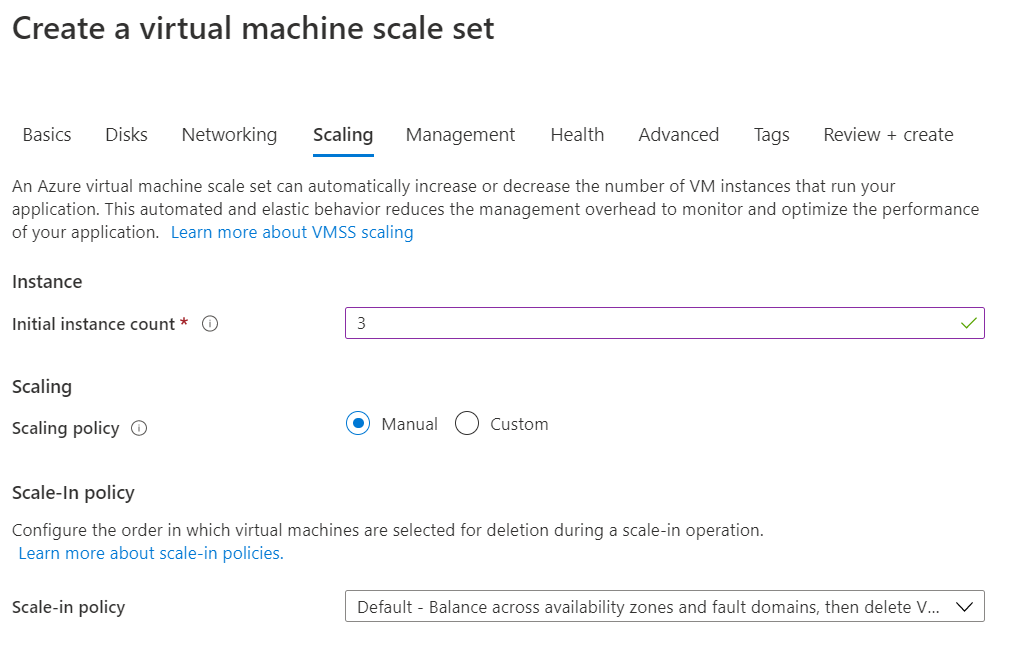 Create a virtual machine scale set
Basics Disks Networking Scaling Management Health Advanced Tags Review + create
An Azure virtual machine scale set can automatically increase or decrease the number of VM instances that run your
application. This automated and elastic behavior reduces the management overhead to monitor and optimize the performance
of your application. Learn more about VMSS scaling
Instance
Initial instance count * 3
Scaling
Scaling policy Manual Custom
Scale-In policy
Configure the order in which virtual machines are selected for deletion during a scale-in operation.
Learn more about scale-in policies.
Scale-in policy Default - Balance across availability zones and fault domains, then delete V...